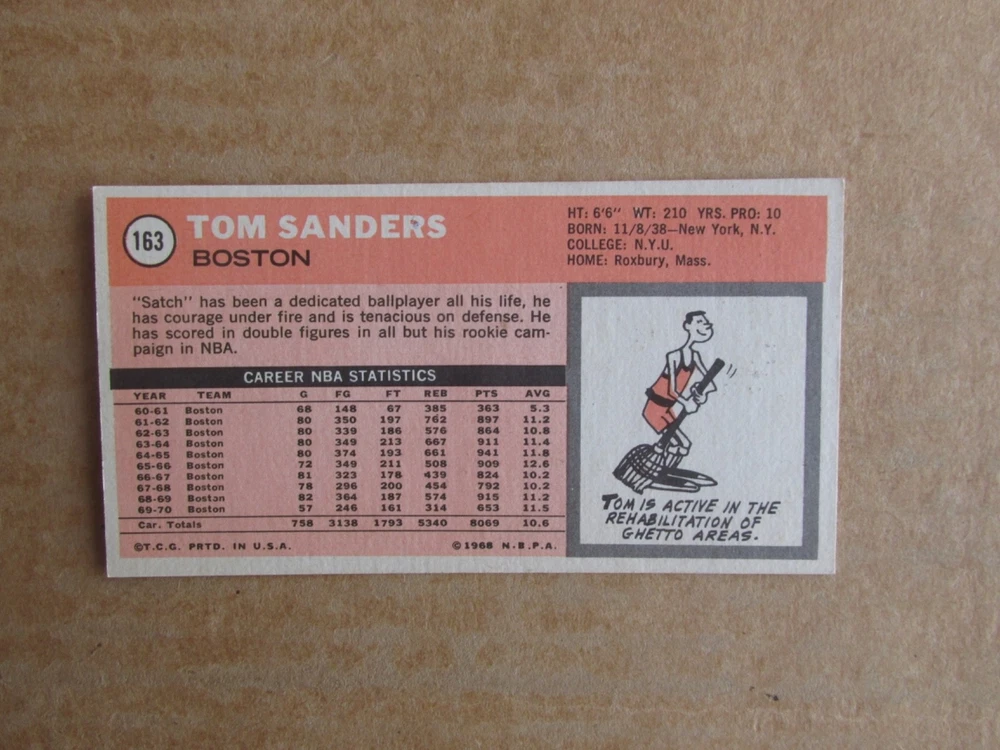 163
TOM SANDERS
BOSTON
HT: 6'6" WT: 210 YRS. PRO: 10
BORN: 11/8/38—New York, N.Y.
COLLEGE: N.Y.U.
HOME: Roxbury, Mass.
"Satch" has been a dedicated ballplayer all his life, he
has courage under fire and is tenacious on defense. He
has scored in double figures in all but his rookie cam-
paign in NBA.
CAREER NBA STATISTICS
YEAR TEAM G FG FT REB PTS AVG
60-61 Boston 68 148 67 385 363 5.3
61-62 Boston 80 350 197 762 897 11.2
62-63 Boston 80 339 186 576 864 10.8
63-64 Boston 80 349 213 667 911 11.4
64-65 Boston 80 374 193 661 941 11.8
65-66 Boston 72 349 211 508 909 12.6
66-67 Boston 81 323 178 439 824 10.2
67-68 Boston 78 296 200 454 792 10.2
68-69 Boston 82 364 187 574 915 11.2
69-70 Boston 57 246 161 314 653 11.5
Car. Totals 758 3138 1793 5340 8069 10.6
©T.C.G. PRTD. IN U.S.A. ©1968 N.B.P.A.
TOM IS ACTIVE IN THE
REHABILITATION OF
GHETTO AREAS.